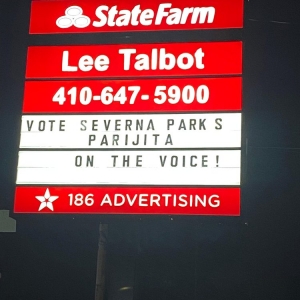 StateFarm
Lee Talbot
410-647-5900
VOTE SEVERNA PARKS
PARIJITA
ON THE VOICE!
186 ADVERTISING